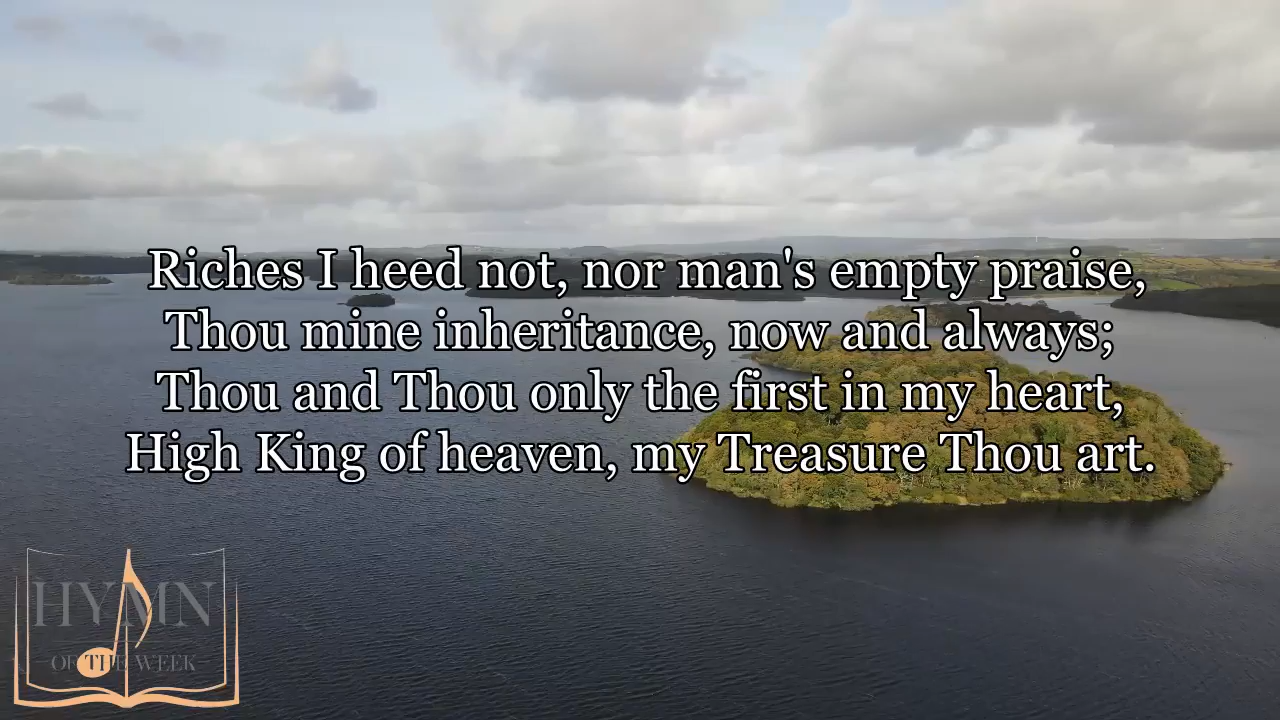 Riches I heed not, nor man's empty praise,
Thou mine inheritance, now and always;
Thou and Thou only the first in my heart,
High King of heaven, my Treasure Thou art.
HYMN
OF THE WEEK